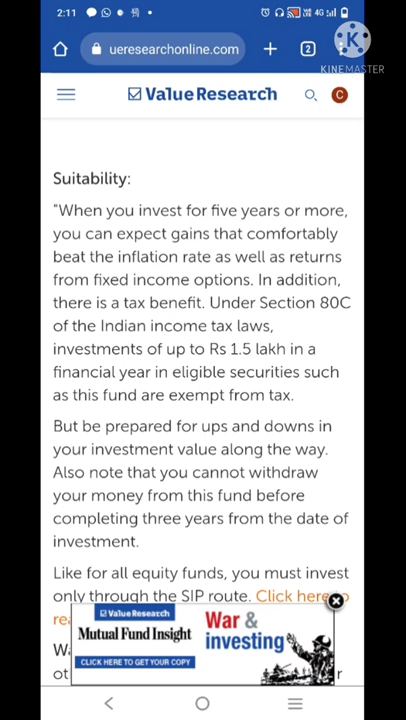 2:11
4G
ueresearchonline.com
2
KINEMASTER
K
ValueResearch
C
Suitability:
"When you invest for five years or more,
you can expect gains that comfortably
beat the inflation rate as well as returns
from fixed income options. In addition,
there is a tax benefit. Under Section 80C
of the Indian income tax laws,
investments of up to Rs 1.5 lakh in a
financial year in eligible securities such
as this fund are exempt from tax.
But be prepared for ups and downs in
your investment value along the way.
Also note that you cannot withdraw
your money from this fund before
completing three years from the date of
investment.
Like for all equity funds, you must invest
only through the SIP route. Click here to
ValueResearch
Mutual Fund Insight
CLICK HERE TO GET YOUR COPY
War &
investing